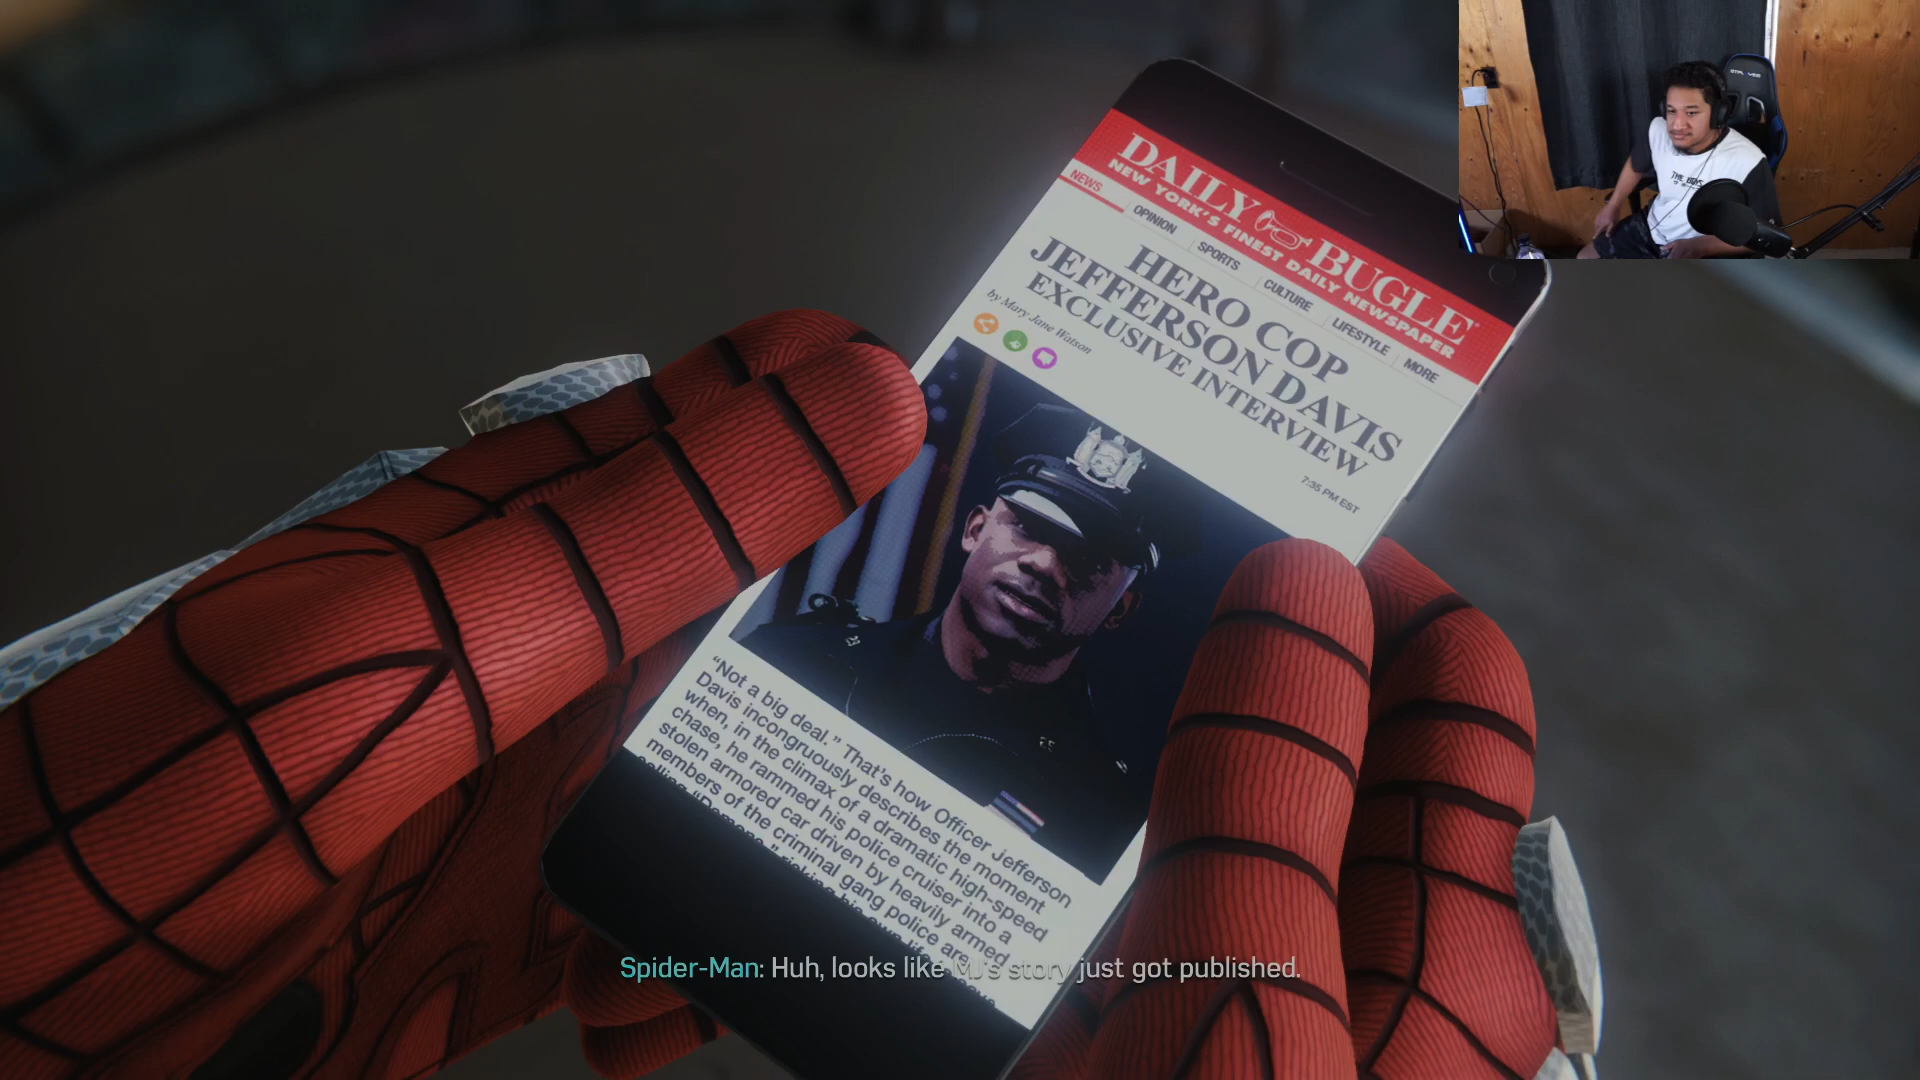 DAILY BUGLE
NEW YORK'S FINEST DAILY NEWSPAPER
NEWS
OPINION
SPORTS
CULTURE
LIFESTYLE
MORE
HERO COP
JEFFERSON DAVIS
EXCLUSIVE INTERVIEW
by Mary Jane Watson
7:35 PM EST
“Not a big deal.” That’s how Officer Jefferson
Davis incongruously describes the moment
when, in the climax of a dramatic high-speed
chase, he rammed his police cruiser into a
stolen armored car driven by heavily armed
members of the criminal gang police are
Spider-Man: Huh, looks like MJ's story just got published.
THE BOYS